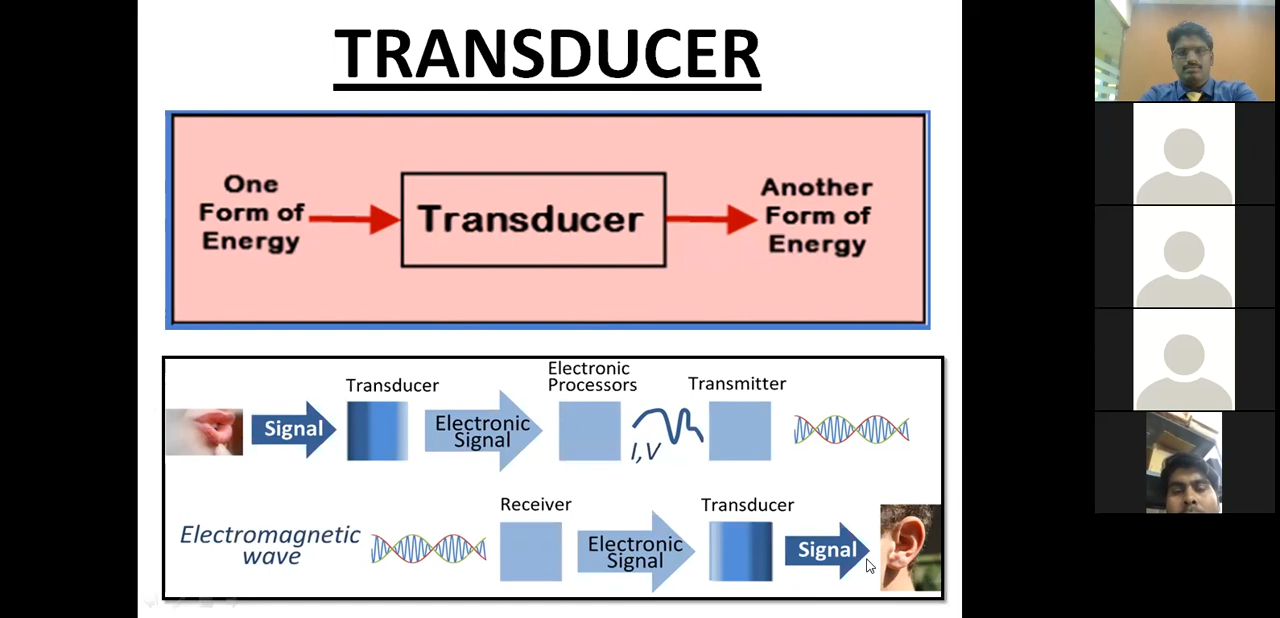 TRANSDUCER
One
Form of
Energy
Transducer
Another
Form of
Energy
Transducer
Electronic
Processors
Transmitter
Signal
Electronic
Signal
I,V
Receiver
Transducer
Electromagnetic
wave
Electronic
Signal
Signal